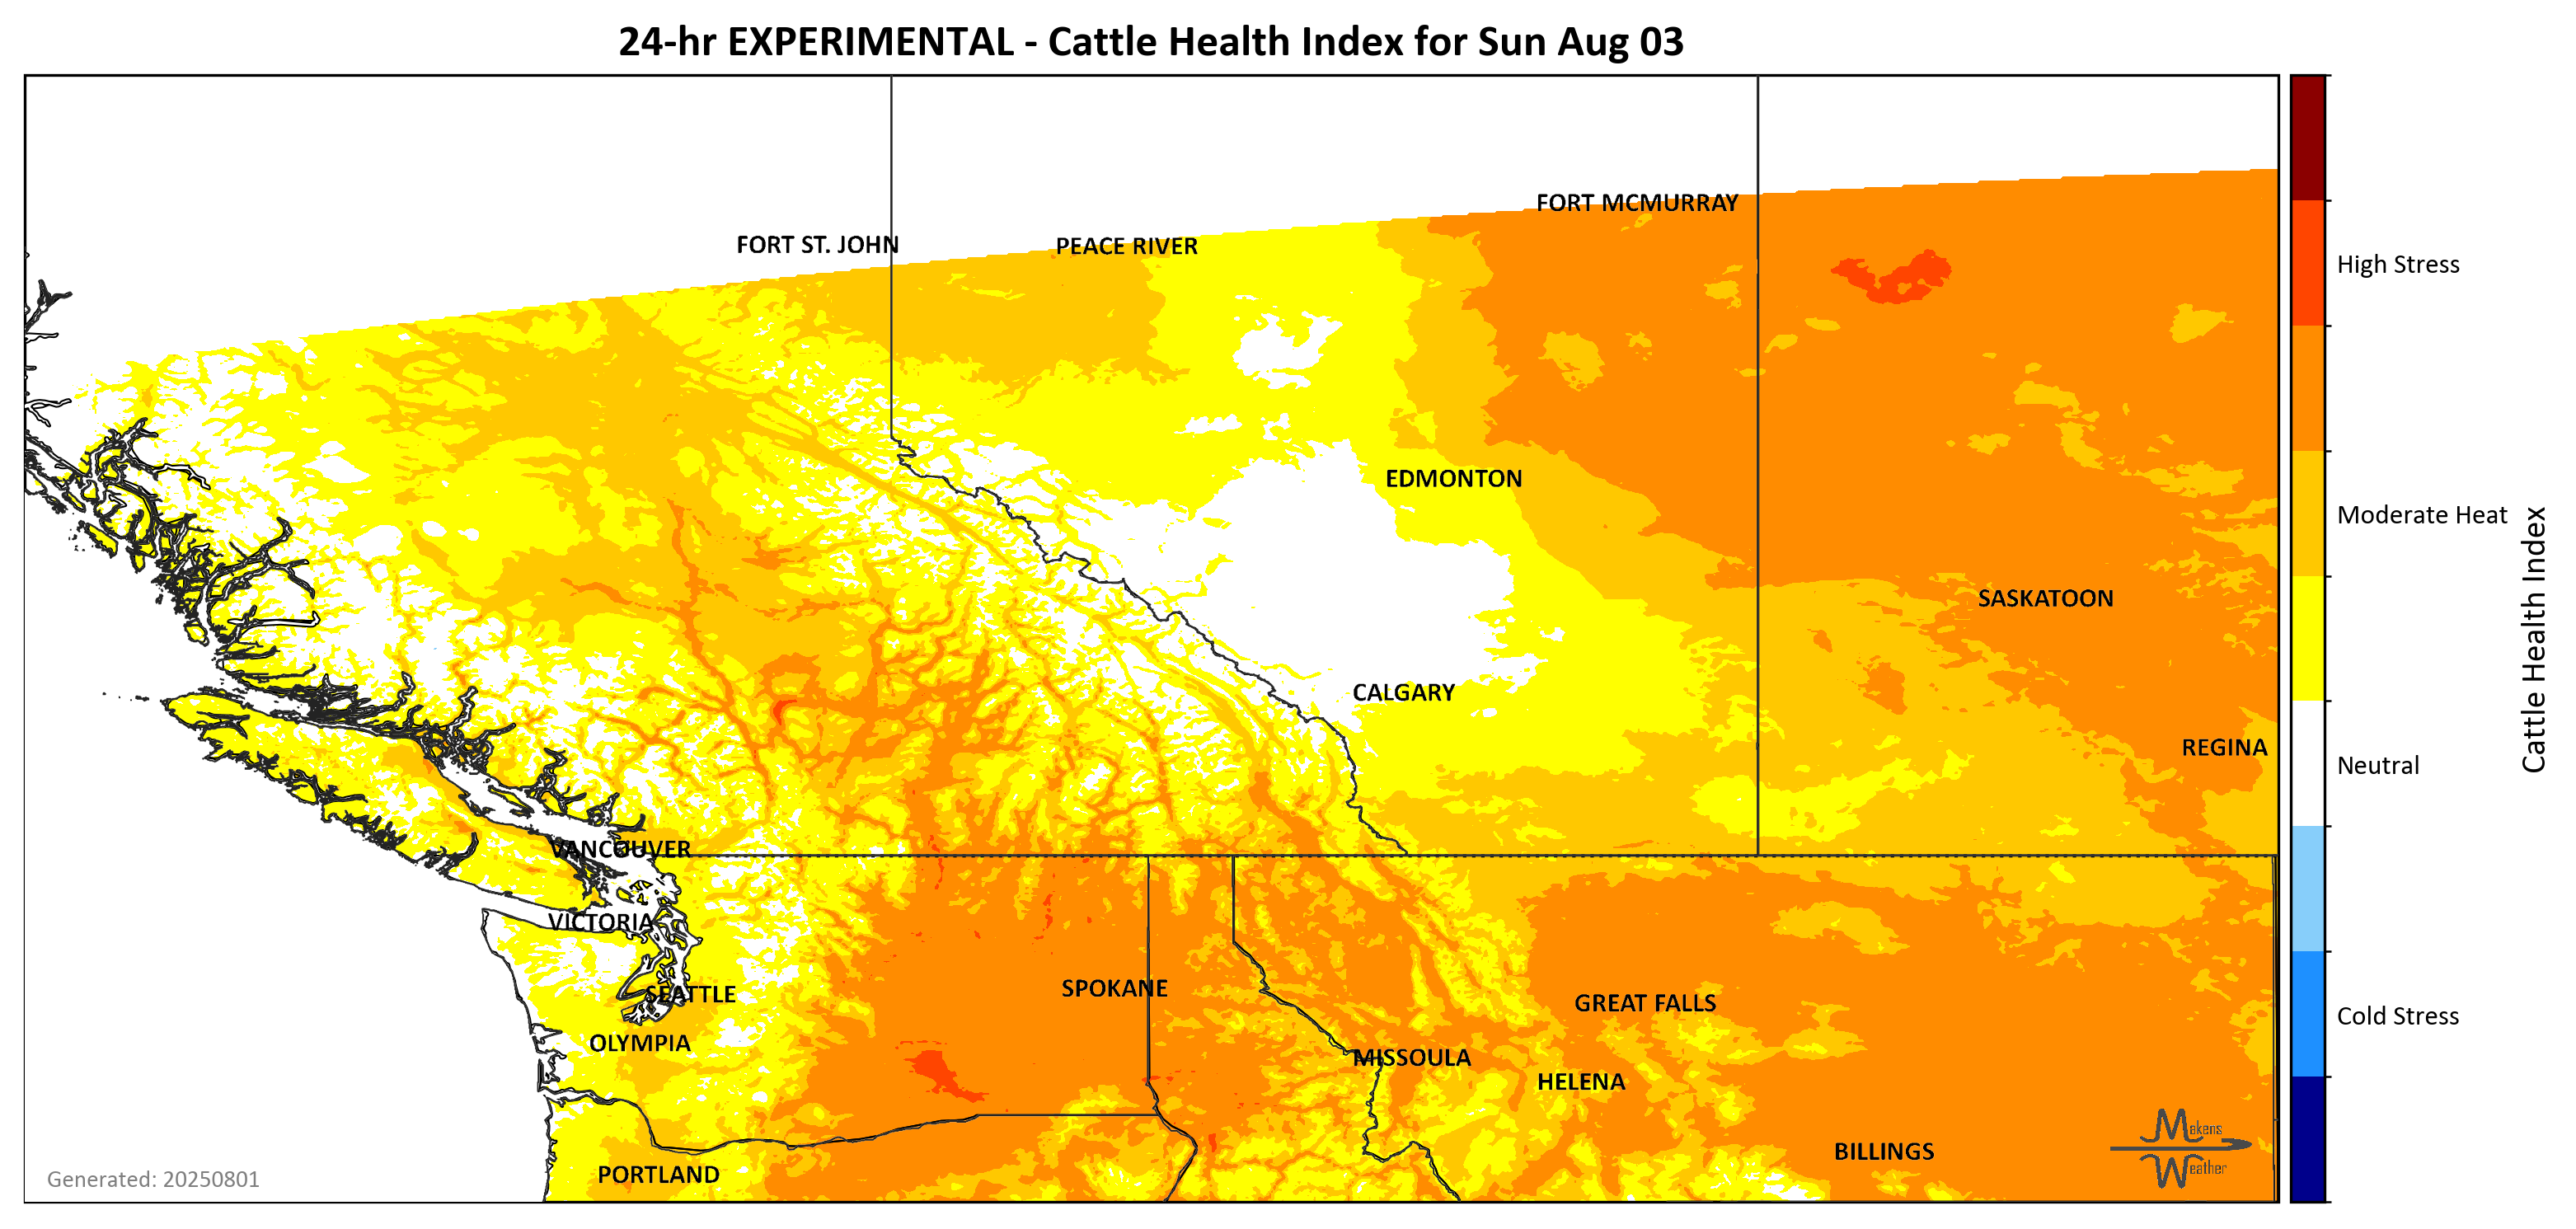 24-hr EXPERIMENTAL - Cattle Health Index for Sun Aug 03
FORT MCMURRAY
FORT ST. JOHN
PEACE RIVER
High Stress
EDMONTON
Moderate Heat
SASKATOON
Cattle Health Index
CALGARY
REGINA
Neutral
VANCOUVER
VICTORIA
SPOKANE
SEATTLE
GREAT FALLS
Cold Stress
OLYMPIA
MISSOULA
HELENA
Makens
Weather
BILLINGS
PORTLAND
Generated: 20250801